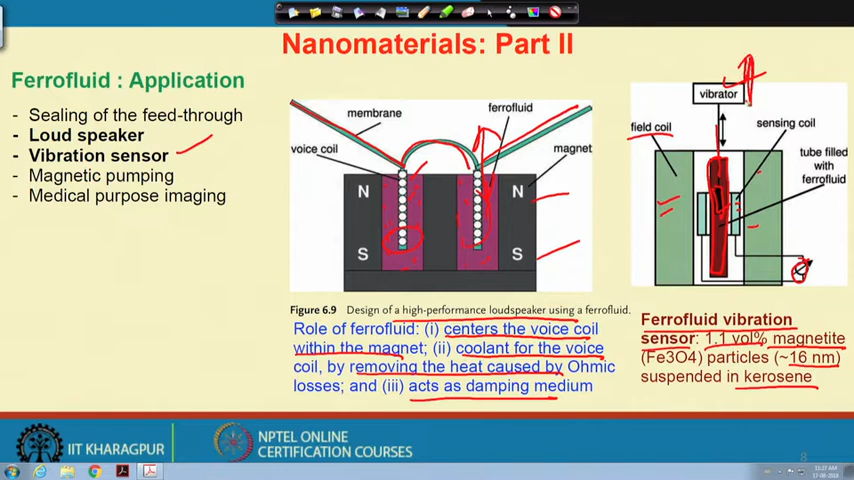 Nanomaterials: Part II
Ferrofluid : Application
- Sealing of the feed-through
- Loud speaker
- Vibration sensor
- Magnetic pumping
- Medical purpose imaging
membrane
ferrofluid
voice coil
magnet
N
N
S
S
Figure 6.9 Design of a high-performance loudspeaker using a ferrofluid.
Role of ferrofluid: (i) centers the voice coil
within the magnet; (ii) coolant for the voice
coil, by removing the heat caused by Ohmic
losses; and (iii) acts as damping medium
vibrator
field coil
sensing coil
tube filled
with
ferrofluid
Ferrofluid vibration
sensor: 1.1 vol% magnetite
(Fe3O4) particles (~16 nm)
suspended in kerosene
IIT KHARAGPUR
NPTEL ONLINE
CERTIFICATION COURSES
8
11:27 AM